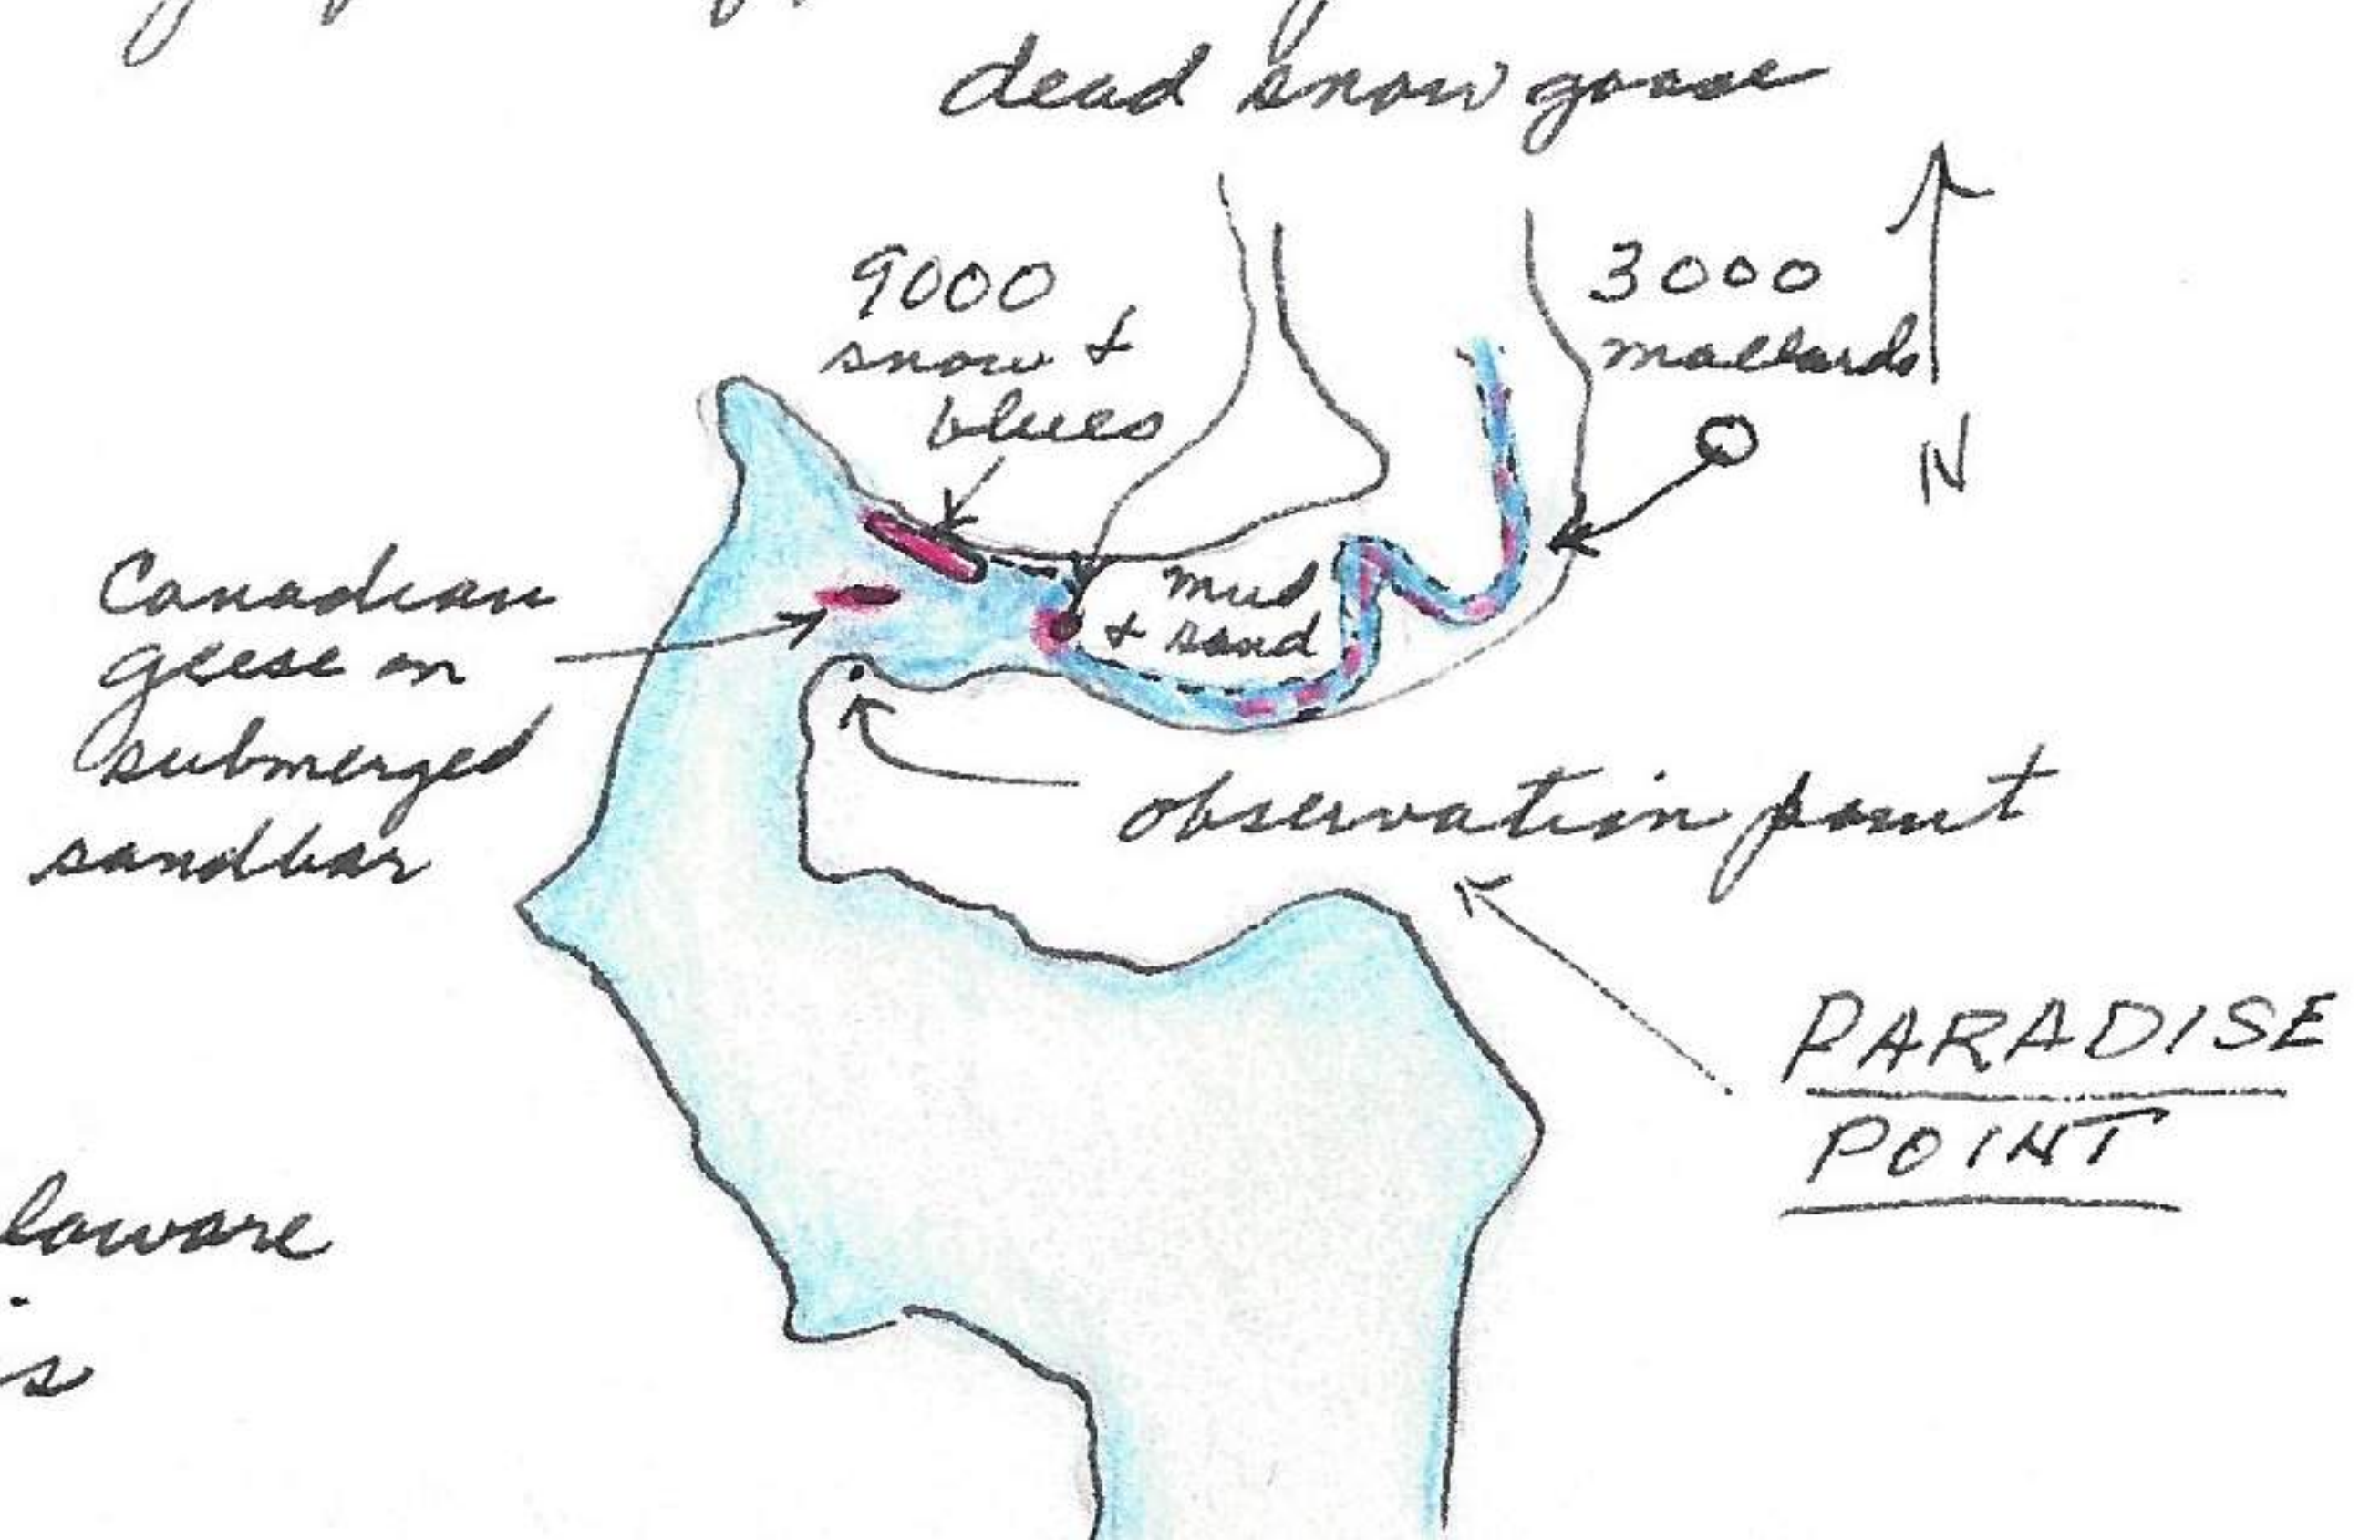 dead snow goose
9000
snow +
blues
3000
mallards
N
Canadian
geese on
submerged
sandbar
mud
+ sand
observation point
PARADISE
POINT
laware
s